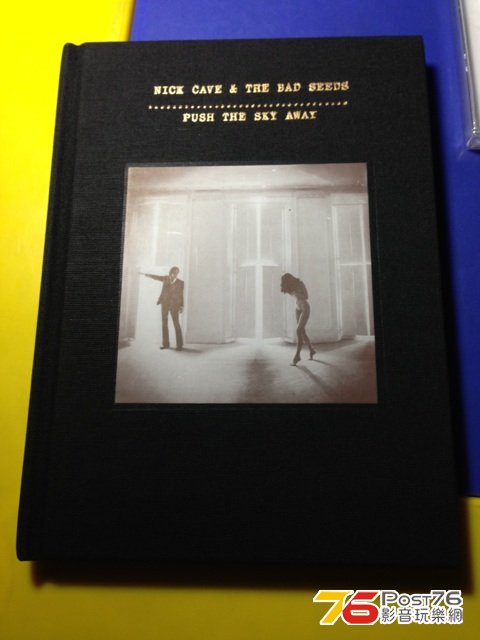 NICK CAVE & THE BAD SEEDS
PUSH THE SKY AWAY
76 Post76
影音玩樂網